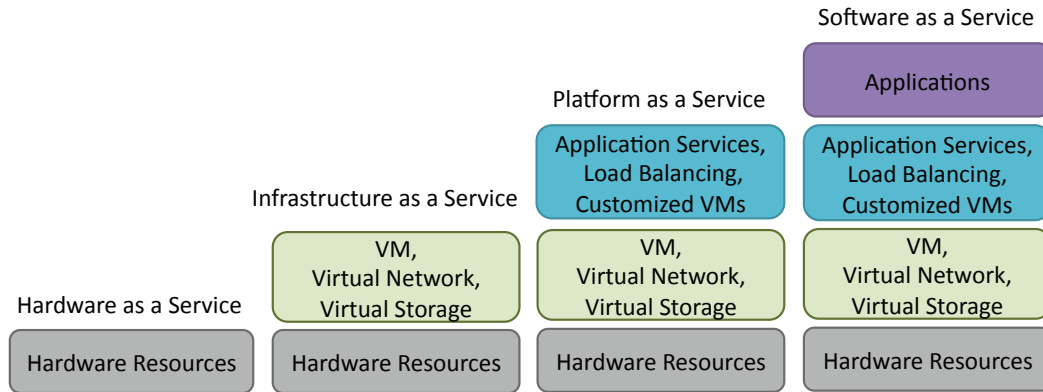 Software as a Service
Applications
Platform as a Service
Application Services,
Load Balancing,
Customized VMs
Application Services,
Load Balancing,
Customized VMs
Infrastructure as a Service
VM,
Virtual Network,
Virtual Storage
VM,
Virtual Network,
Virtual Storage
VM,
Virtual Network,
Virtual Storage
Hardware as a Service
Hardware Resources
Hardware Resources
Hardware Resources
Hardware Resources